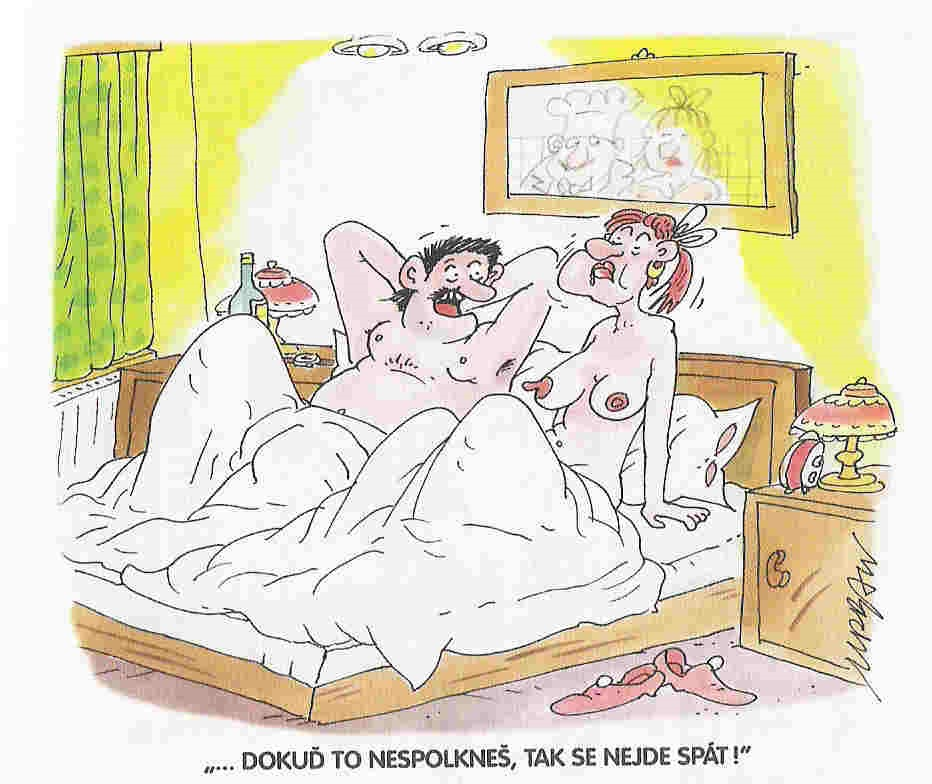 „... DOKUĎ TO NESPOLKNEŠ, TAK SE NEJDE SPÁT!"